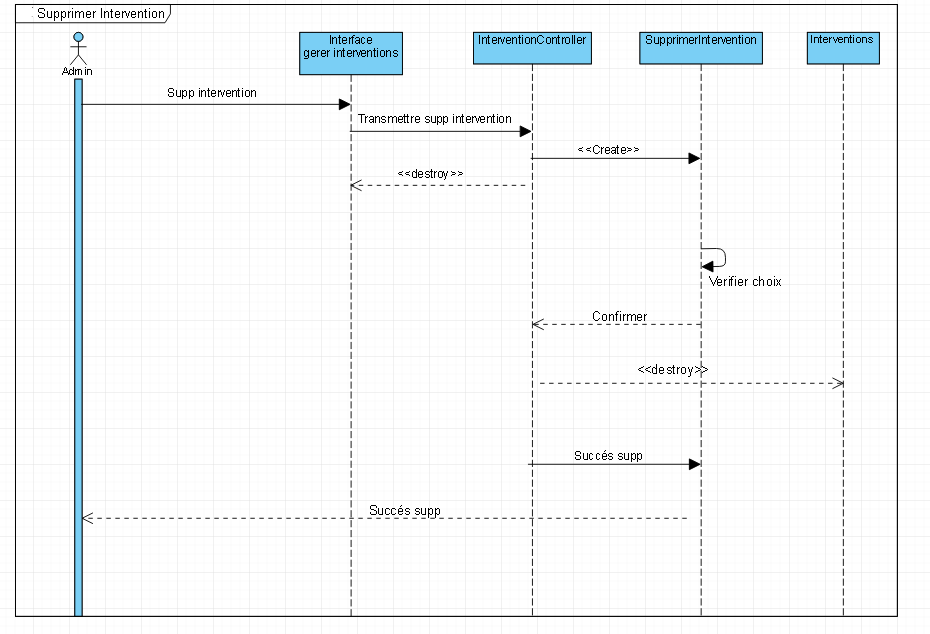 Supprimer Intervention
Admin
Interface
gerer interventions
InterventionController
SupprimerIntervention
Interventions
Supp intervention
Transmettre supp intervention
<<Create>>
<<destroy>>
Verifier choix
Confirmer
<<destroy>>
Succés supp
Succés supp